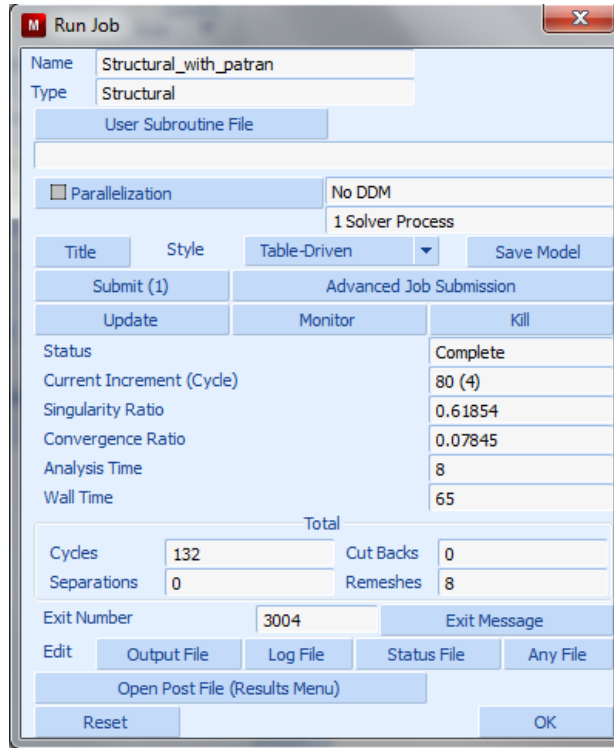 M Run Job X
Name Structural_with_patran
Type Structural
User Subroutine File
Parallelization No DDM
1 Solver Process
Title Style Table-Driven Save Model
Submit (1) Advanced Job Submission
Update Monitor Kill
Status Complete
Current Increment (Cycle) 80 (4)
Singularity Ratio 0.61854
Convergence Ratio 0.07845
Analysis Time 8
Wall Time 65
Total
Cycles 132 Cut Backs 0
Separations 0 Remeshes 8
Exit Number 3004 Exit Message
Edit Output File Log File Status File Any File
Open Post File (Results Menu)
Reset OK